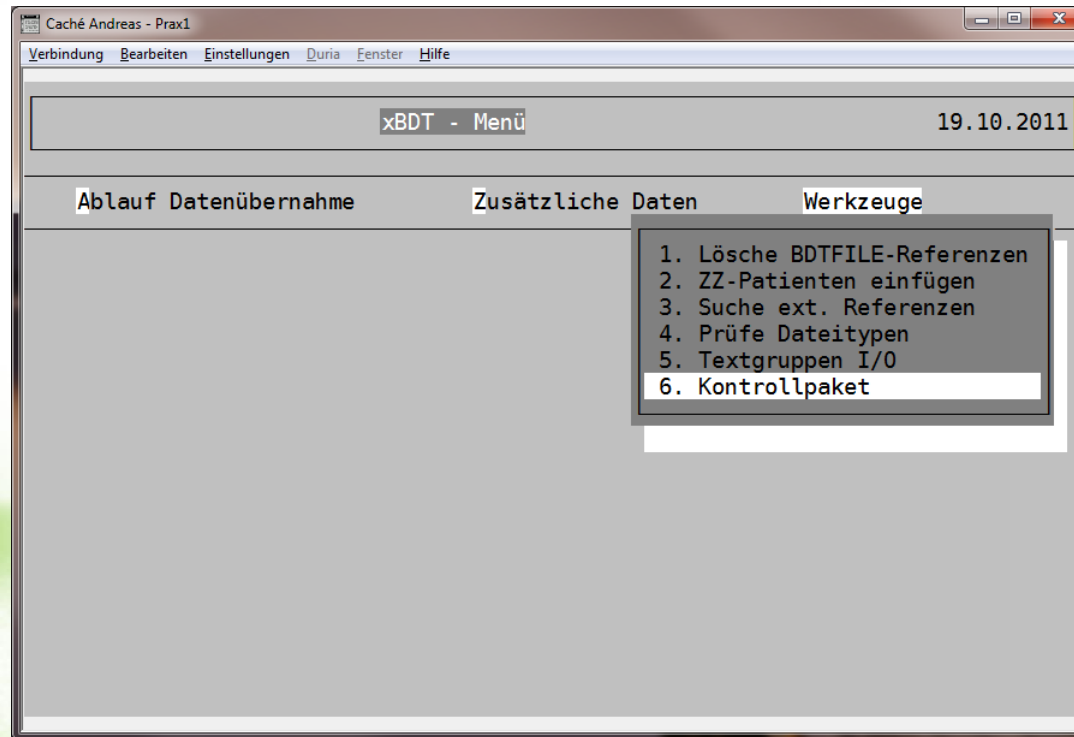 Caché Andreas - Prax1
Verbindung Bearbeiten Einstellungen Duria Fenster Hilfe
xBDT - Menü 19.10.2011
Ablauf Datenübernahme Zusätzliche Daten Werkzeuge
1. Lösche BDTFILE-Referenzen
2. ZZ-Patienten einfügen
3. Suche ext. Referenzen
4. Prüfe Dateitypen
5. Textgruppen I/O
6. Kontrollpaket